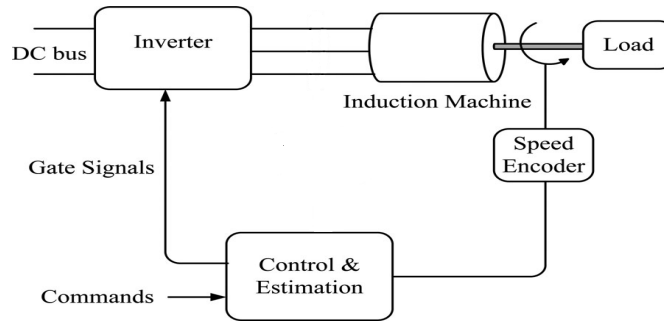 Inverter
DC bus
Load
Induction Machine
Speed
Encoder
Gate Signals
Control &
Estimation
Commands